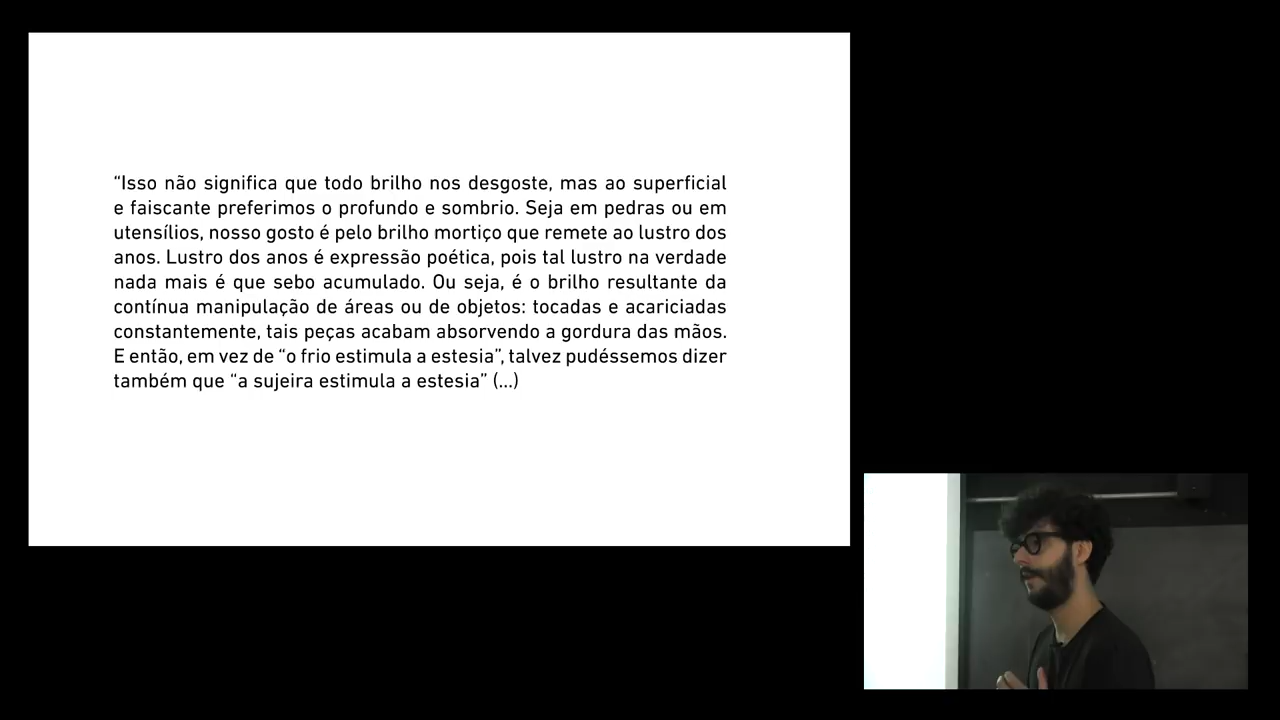 “Isso não significa que todo brilho nos desgoste, mas ao superficial
e faiscante preferimos o profundo e sombrio. Seja em pedras ou em
utensílios, nosso gosto é pelo brilho mortiço que remete ao lustro dos
anos. Lustro dos anos é expressão poética, pois tal lustro na verdade
nada mais é que sebo acumulado. Ou seja, é o brilho resultante da
contínua manipulação de áreas ou de objetos: tocadas e acariciadas
constantemente, tais peças acabam absorvendo a gordura das mãos.
E então, em vez de “o frio estimula a estesia”, talvez pudéssemos dizer
também que “a sujeira estimula a estesia” (...)